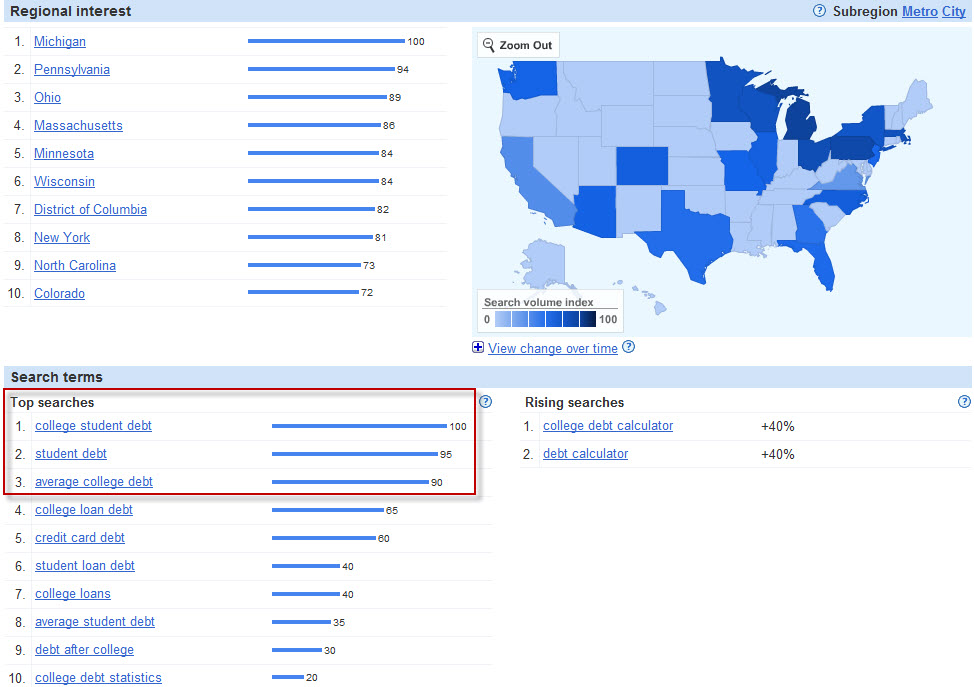 Regional interest
Subregion Metro City
1. Michigan 100
2. Pennsylvania 94
3. Ohio 89
4. Massachusetts 86
5. Minnesota 84
6. Wisconsin 84
7. District of Columbia 82
8. New York 81
9. North Carolina 73
10. Colorado 72
Zoom Out
Search volume index
0 100
View change over time
Search terms
Top searches
1. college student debt 100
2. student debt 95
3. average college debt 90
4. college loan debt 65
5. credit card debt 60
6. student loan debt 40
7. college loans 40
8. average student debt 35
9. debt after college 30
10. college debt statistics 20
Rising searches
1. college debt calculator +40%
2. debt calculator +40%